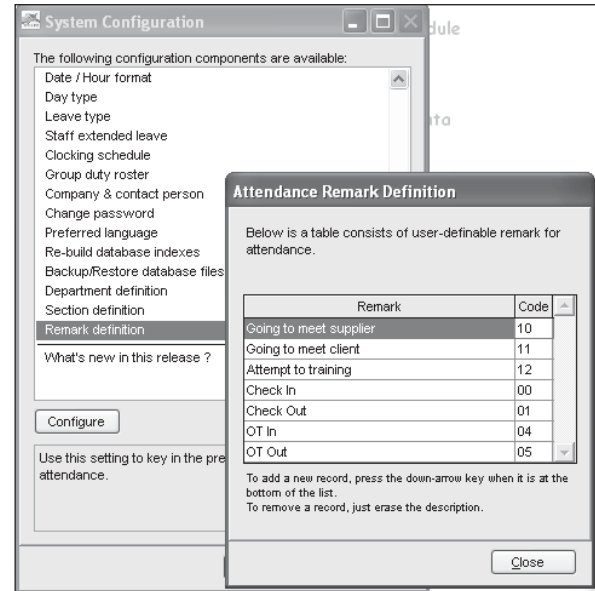 System Configuration
dule
The following configuration components are available:
Date / Hour format
Day type
Leave type
Staff extended leave
ta
Clocking schedule
Group duty roster
Company & contact person
Change password
Preferred language
Re-build database indexes
Backup/Restore database files
Department definition
Section definition
Remark definition
What's new in this release ?
Configure
Use this setting to key in the pre
attendance.
Attendance Remark Definition
Below is a table consists of user-definable remark for
attendance.
Remark Code
Going to meet supplier 10
Going to meet client 11
Attempt to training 12
Check In 00
Check Out 01
OT In 04
OT Out 05
To add a new record, press the down-arrow key when it is at the
bottom of the list.
To remove a record, just erase the description.
Close